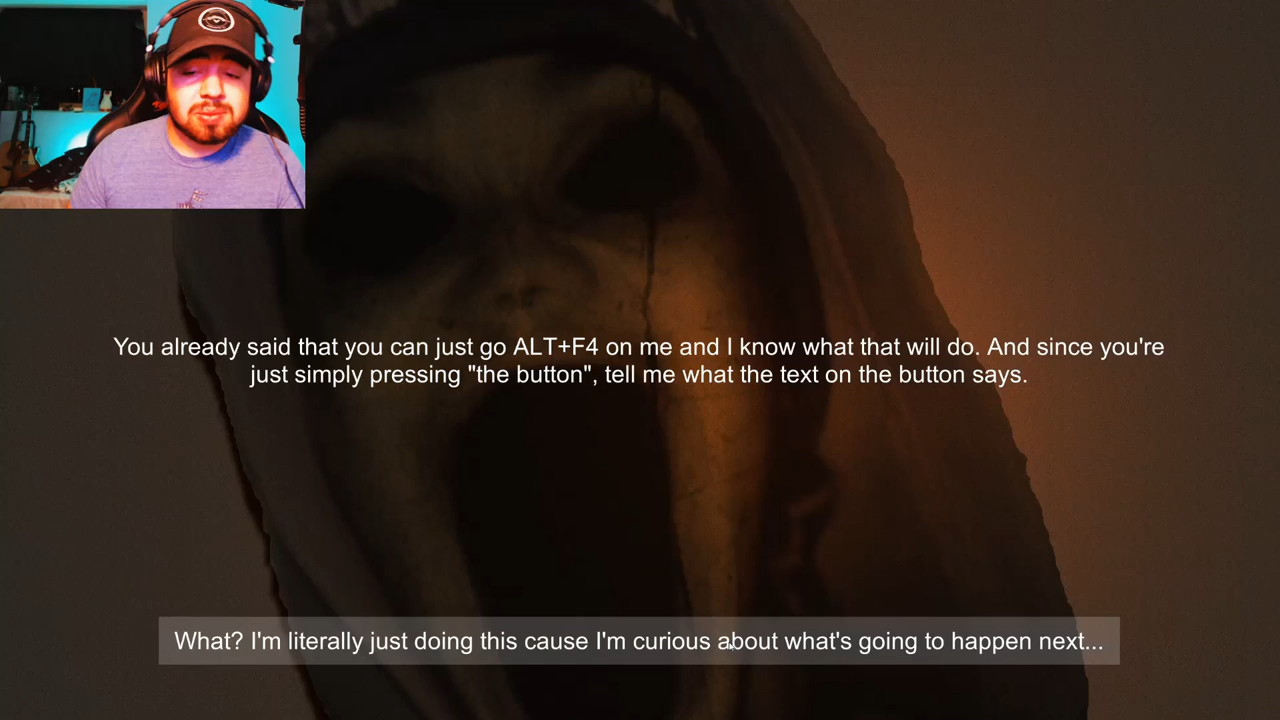 You already said that you can just go ALT+F4 on me and I know what that will do. And since you're
just simply pressing "the button", tell me what the text on the button says.
What? I'm literally just doing this cause I'm curious about what's going to happen next...